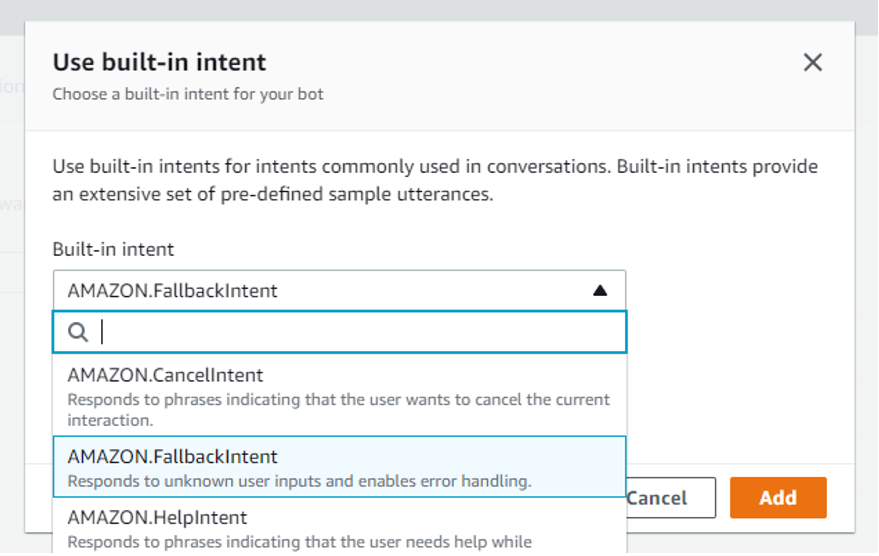 Use built-in intent
Choose a built-in intent for your bot
Use built-in intents for intents commonly used in conversations. Built-in intents provide
an extensive set of pre-defined sample utterances.
Built-in intent
AMAZON.FallbackIntent
AMAZON.CancelIntent
Responds to phrases indicating that the user wants to cancel the current
interaction.
AMAZON.FallbackIntent
Responds to unknown user inputs and enables error handling.
Cancel
Add
AMAZON.HelpIntent
Responds to phrases indicating that the user needs help while